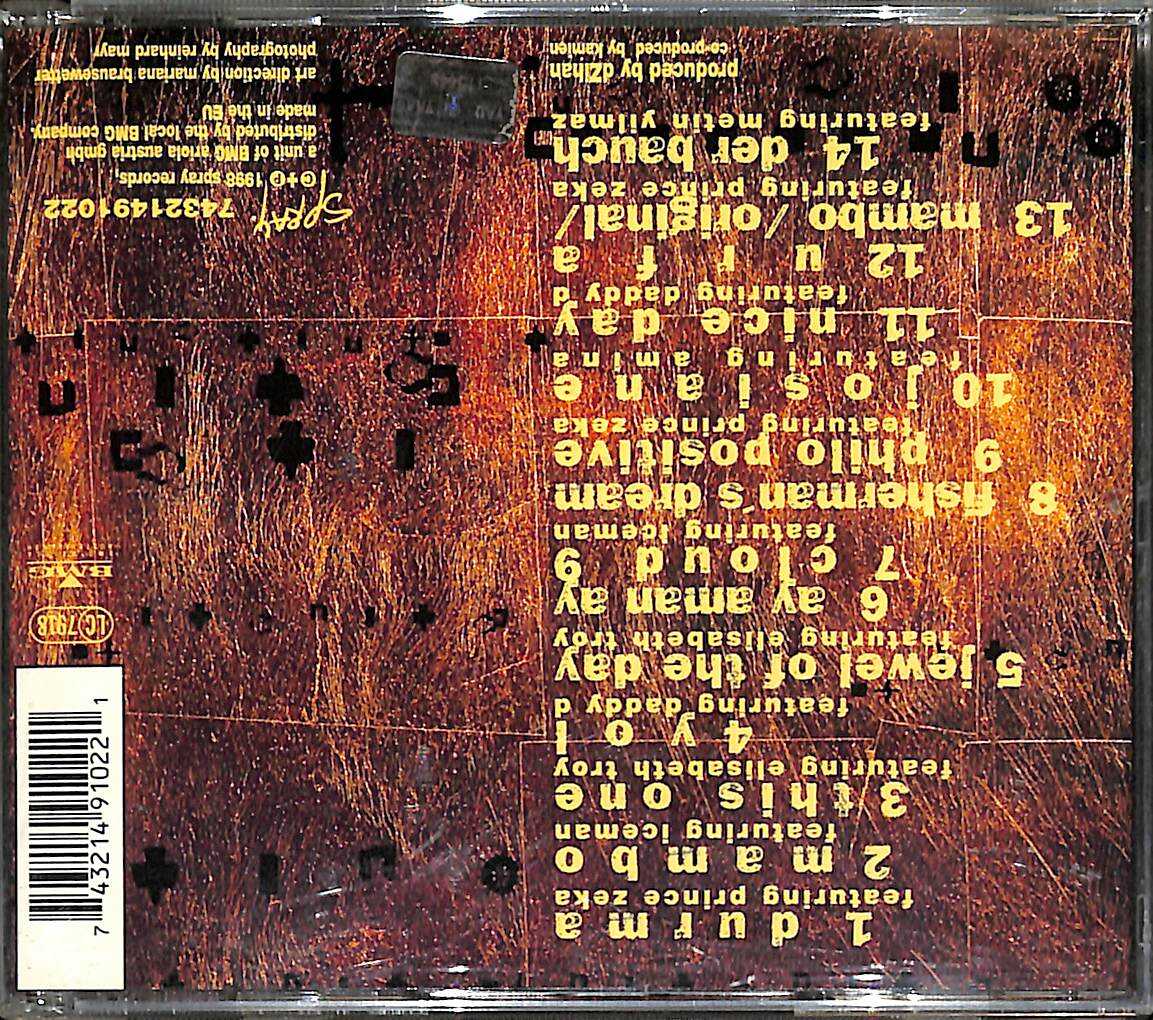 1 durma
featuring prince zeka
2 mambo
featuring iceman
3 this one
featuring elisabeth troy
4 yol
featuring daddy d
5 jewel of the day
featuring elisabeth troy
6 ay aman ay
7 cloud 9
featuring iceman
8 fisherman's dream
9 philo positive
featuring prince zeka
10 josiane
featuring amina
11 nice day
featuring daddy d
12 urfa
13 mambo /original/
featuring prince zeka
14 der bauch
featuring metin yilmaz
produced by dZihan
co-produced by kamien
SPRAY. 74321491022
©+℗ 1998 spray records,
a unit of BMG ariola austria gmbh
distributed by the local BMG company.
made in the EU
art direction by mariana brausewetter
photography by reinhard mayr
BMG
LC 7918
7 43214 91022 1